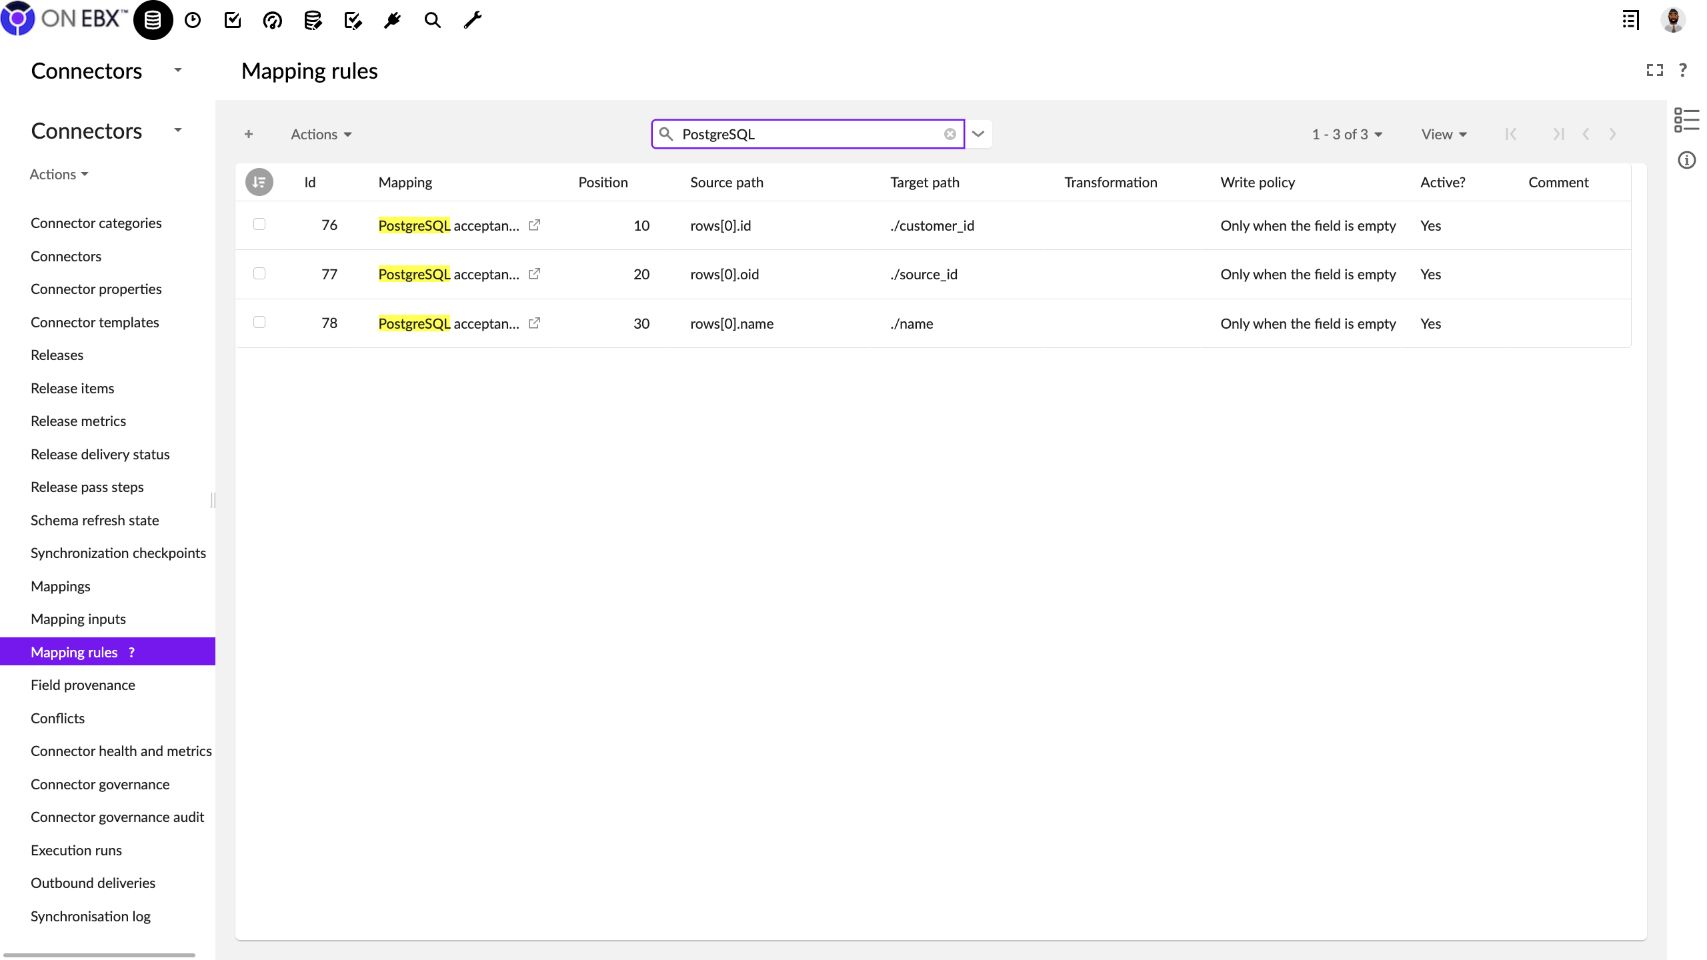 ON EBX™
Connectors
Mapping rules
?
Connectors
Actions
Connector categories
Connectors
Connector properties
Connector templates
Releases
Release items
Release metrics
Release delivery status
Release pass steps
Schema refresh state
Synchronization checkpoints
Mappings
Mapping inputs
Mapping rules ?
Field provenance
Conflicts
Connector health and metrics
Connector governance
Connector governance audit
Execution runs
Outbound deliveries
Synchronisation log
+ Actions PostgreSQL 1 - 3 of 3 View
Id Mapping Position Source path Target path Transformation Write policy Active? Comment
76 PostgreSQL acceptan... 10 rows[0].id ./customer_id Only when the field is empty Yes
77 PostgreSQL acceptan... 20 rows[0].oid ./source_id Only when the field is empty Yes
78 PostgreSQL acceptan... 30 rows[0].name ./name Only when the field is empty Yes